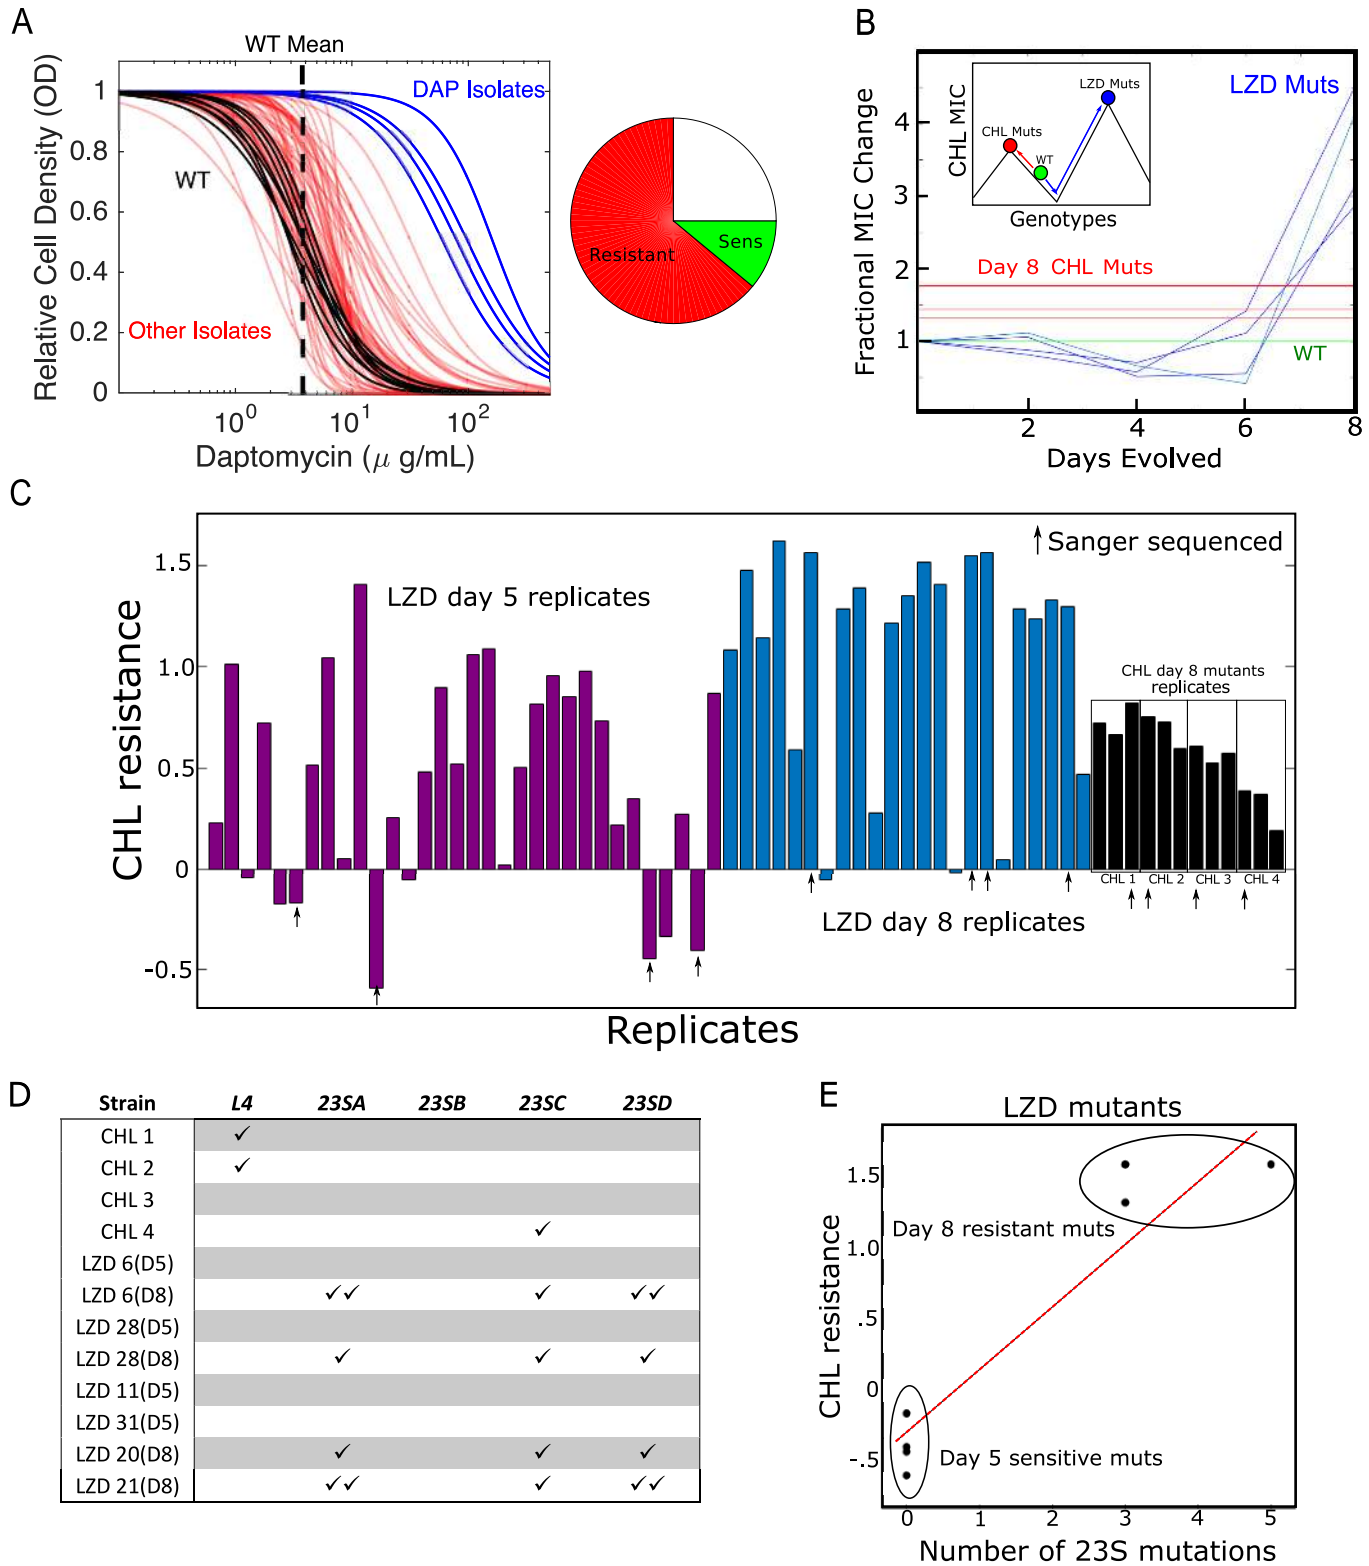 A
WT Mean
Relative Cell Density (OD)
1
0.8
0.6
0.4
0.2
0
DAP Isolates
WT
Other Isolates
10^0
10^1
10^2
Daptomycin (μ g/mL)
Resistant
Sens
B
Fractional MIC Change
4
3
2
1
LZD Muts
CHL MIC
LZD Muts
CHL Muts
WT
Genotypes
Day 8 CHL Muts
WT
2
4
6
8
Days Evolved
C
CHL resistance
1.5
1.0
0.5
0
-0.5
Sanger sequenced
LZD day 5 replicates
CHL day 8 mutants
replicates
CHL 1
CHL 2
CHL 3
CHL 4
LZD day 8 replicates
Replicates
D
Strain L4 23SA 23SB 23SC 23SD
CHL 1 ✓
CHL 2 ✓
CHL 3
CHL 4 ✓
LZD 6(D5)
LZD 6(D8) ✓✓ ✓ ✓✓
LZD 28(D5)
LZD 28(D8) ✓ ✓ ✓
LZD 11(D5)
LZD 31(D5)
LZD 20(D8) ✓ ✓ ✓
LZD 21(D8) ✓✓ ✓ ✓✓
E
LZD mutants
CHL resistance
1.5
1.0
.5
0
-.5
Day 8 resistant muts
Day 5 sensitive muts
0
1
2
3
4
5
Number of 23S mutations